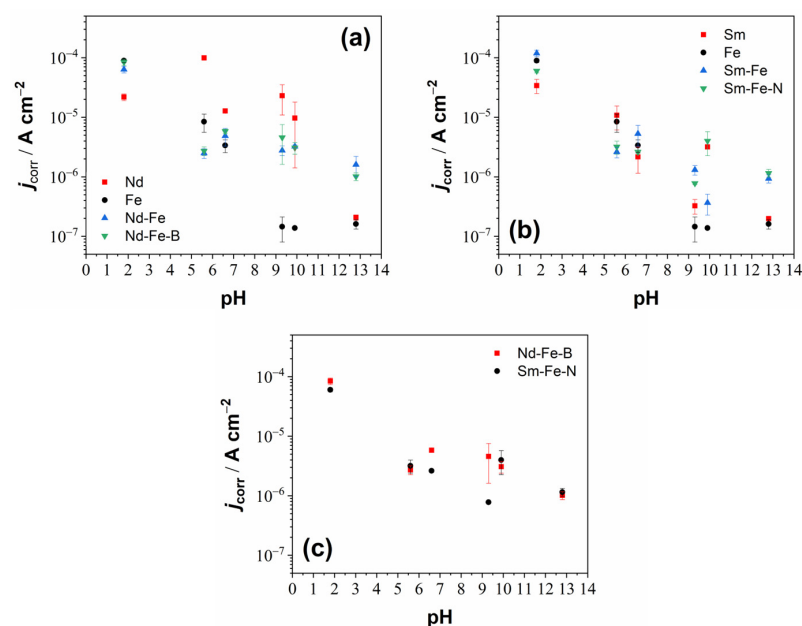 (a)
10⁻⁴
10⁻⁵
10⁻⁶
10⁻⁷
j_corr / A cm⁻²
Nd
Fe
Nd-Fe
Nd-Fe-B
0 1 2 3 4 5 6 7 8 9 10 11 12 13 14
pH
(b)
10⁻⁴
10⁻⁵
10⁻⁶
10⁻⁷
j_corr / A cm⁻²
Sm
Fe
Sm-Fe
Sm-Fe-N
0 1 2 3 4 5 6 7 8 9 10 11 12 13 14
pH
(c)
10⁻⁴
10⁻⁵
10⁻⁶
10⁻⁷
j_corr / A cm⁻²
Nd-Fe-B
Sm-Fe-N
0 1 2 3 4 5 6 7 8 9 10 11 12 13 14
pH